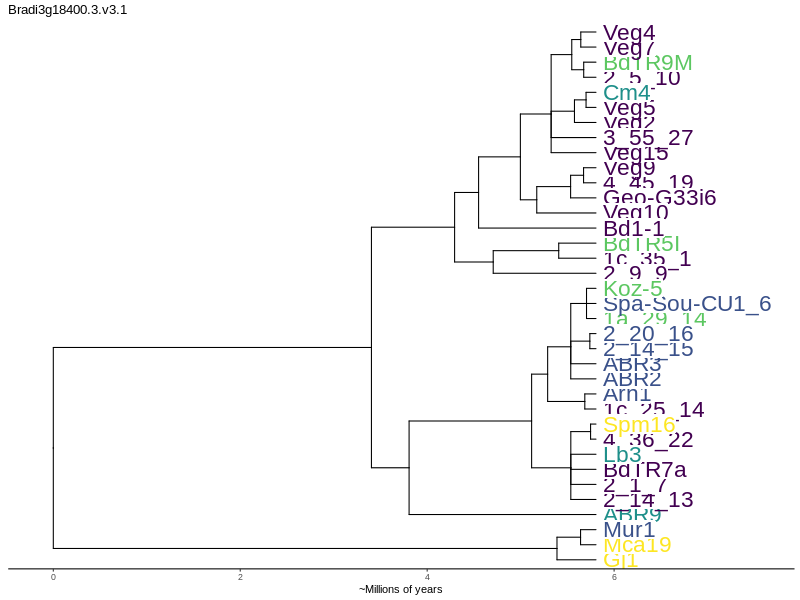 Bradi3g18400.3.v3.1
Veg4
Veg7
BdTR9M
2_5_10
Cm4
Veg5
Veg2
3_55_27
Veg15
Veg9
4_45_19
Geo-G33i6
Veg10
Bd1-1
BdTR5I
1c_35_1
2_9_9_
Koz-5
Spa-Sou-CU1_6
1a_29_14
2_20_16
2_14_15
ABR3
ABR2
Arn1
1c_25_14
Spm16
4_36_22
Lb3
BdTR7a
2_1_7
2_14_13
ABR9
Mur1
Mca19
Gj1
0 2 4 6
~Millions of years